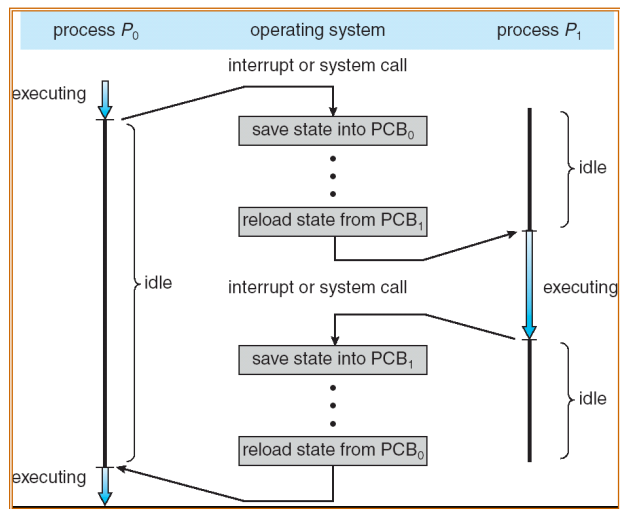 process P₀ operating system process P₁
interrupt or system call
executing
save state into PCB₀
idle
reload state from PCB₁
idle
interrupt or system call
executing
save state into PCB₁
idle
reload state from PCB₀
executing